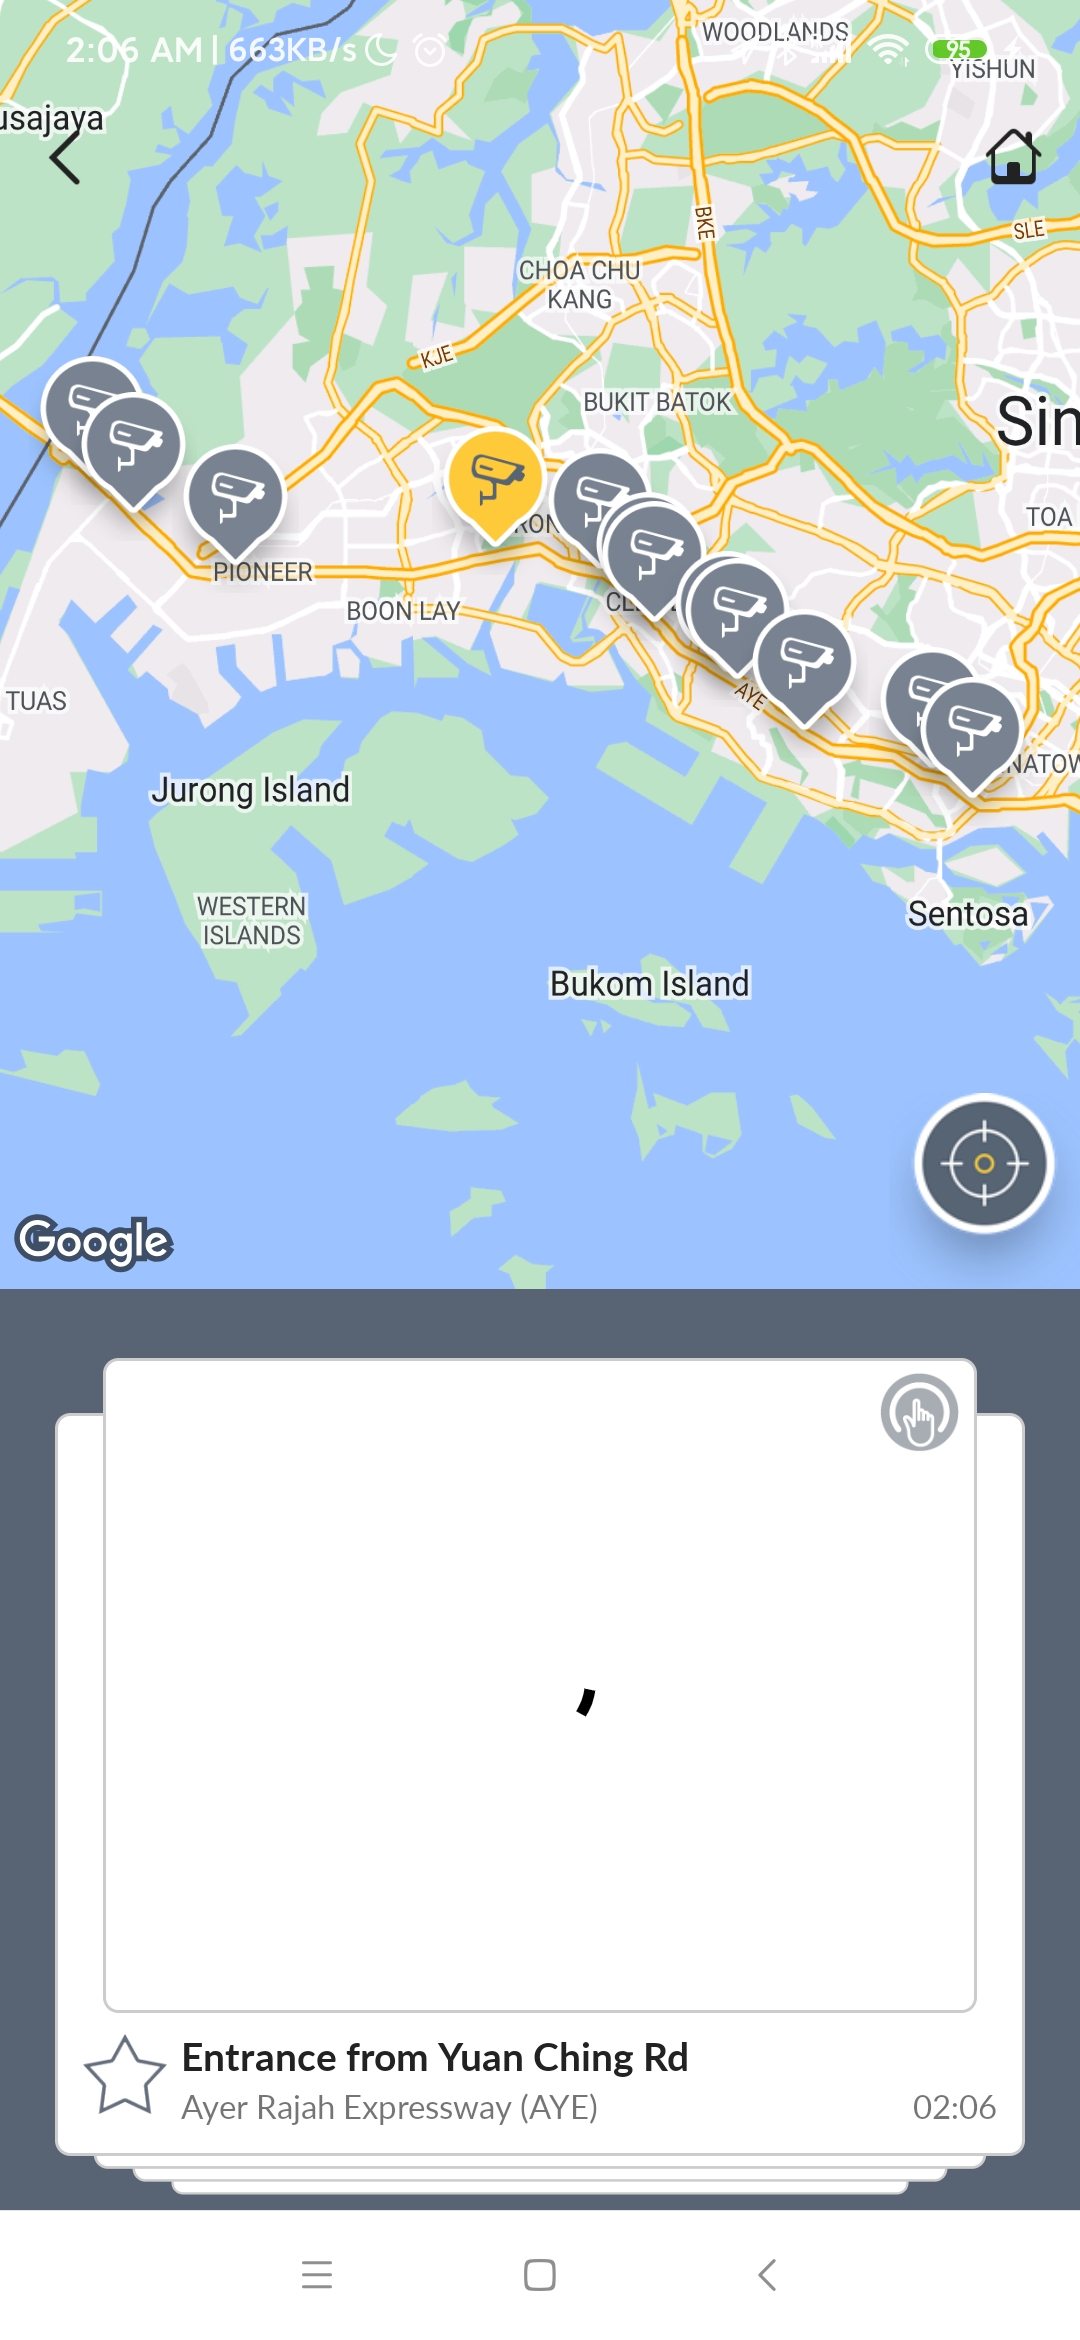 WOODLANDS
2:06 AM | 663KB/s
95
YISHUN
usajaya
BKE
SLE
CHOA CHU
KANG
KJE
BUKIT BATOK
Sin
TOA
PIONEER
BOON LAY
TUAS
AYE
NATOW
Jurong Island
WESTERN
ISLANDS
Sentosa
Bukom Island
Google
Entrance from Yuan Ching Rd
Ayer Rajah Expressway (AYE)
02:06